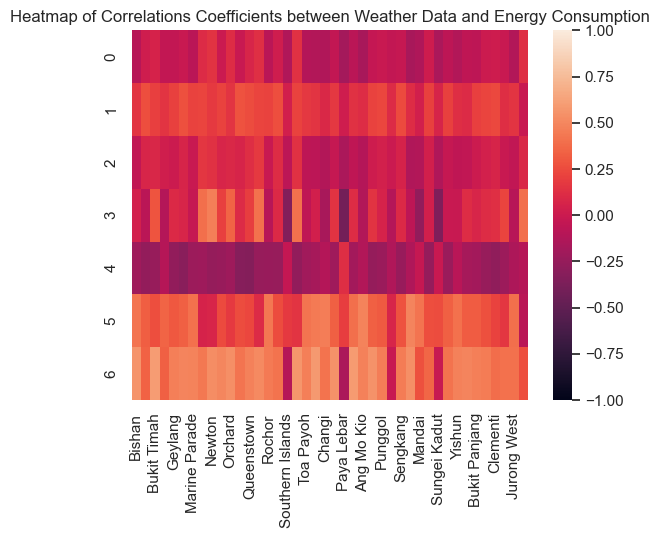 Heatmap of Correlations Coefficients between Weather Data and Energy Consumption
0
1
2
3
4
5
6
Bishan
Bukit Timah
Geylang
Marine Parade
Newton
Orchard
Queenstown
Rochor
Southern Islands
Toa Payoh
Changi
Paya Lebar
Ang Mo Kio
Punggol
Sengkang
Mandai
Sungei Kadut
Yishun
Bukit Panjang
Clementi
Jurong West
1.00
0.75
0.50
0.25
0.00
−0.25
−0.50
−0.75
−1.00